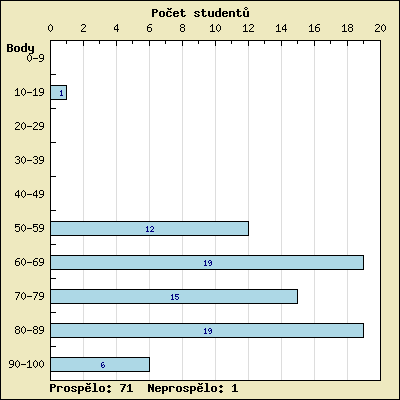 Počet studentů
0 2 4 6 8 10 12 14 16 18 20
Body
0-9
10-19 1
20-29
30-39
40-49
50-59 12
60-69 19
70-79 15
80-89 19
90-100 6
Prospělo: 71 Neprospělo: 1